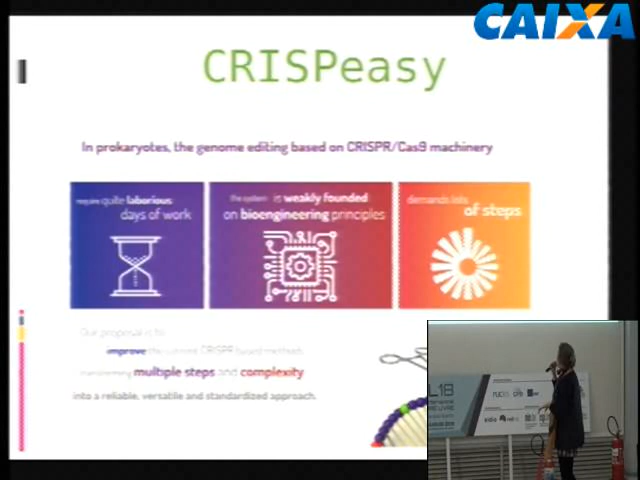 CAIXA
CRISPeasy
In prokaryotes, the genome editing based on CRISPR/Cas9 machinery
require quite laborious
days of work
the system is weakly founded
on bioengineering principles
demands lots
of steps
Our proposal is to
improve the current CRISPR based methods
transforming multiple steps and complexity
into a reliable, versatile and standardized approach.
L18